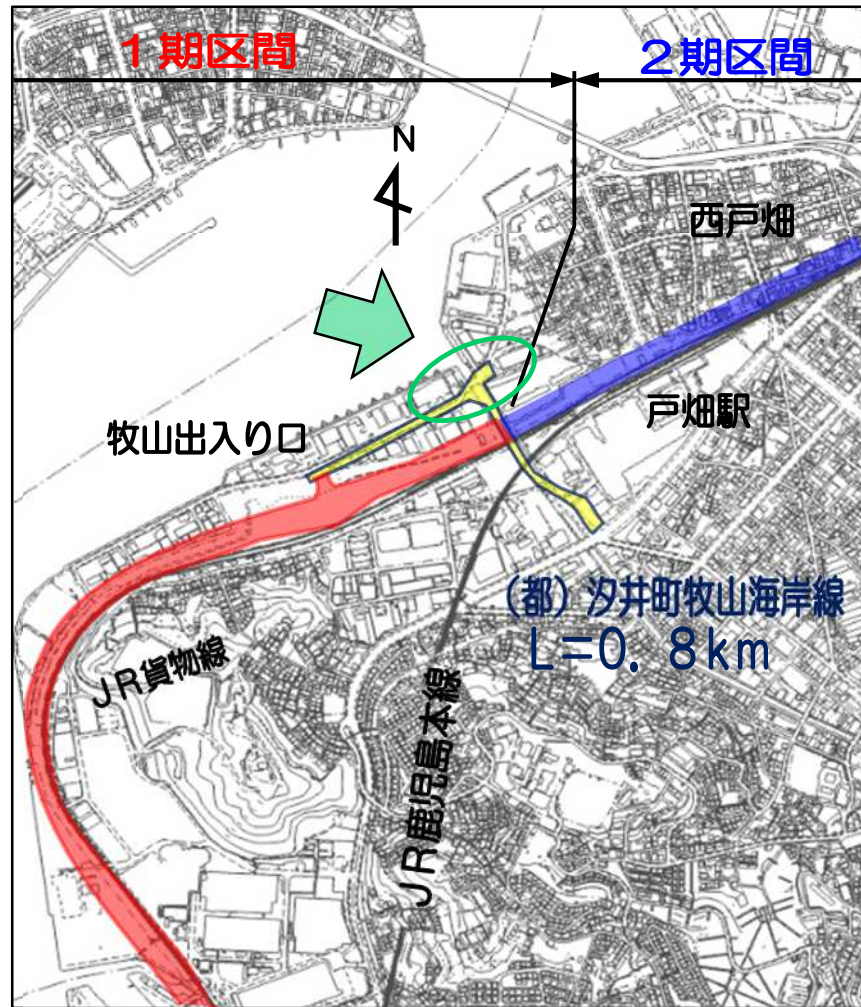 １期区間
２期区間
N
西戸畑
戸畑駅
牧山出入り口
（都）汐井町牧山海岸線
L=0．8km
ＪＲ貨物線
ＪＲ鹿児島本線